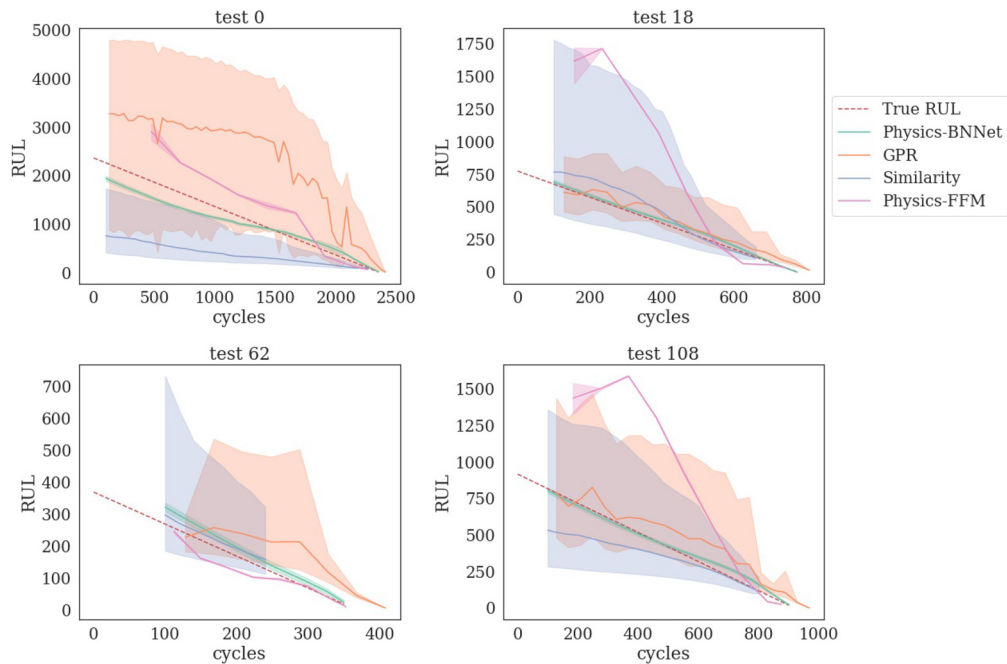 test 0
5000
4000
3000
2000
1000
0
RUL
0 500 1000 1500 2000 2500
cycles
test 18
1750
1500
1250
1000
750
500
250
0
RUL
0 200 400 600 800
cycles
True RUL
Physics-BNNet
GPR
Similarity
Physics-FFM
test 62
700
600
500
400
300
200
100
0
RUL
0 100 200 300 400
cycles
test 108
1500
1250
1000
750
500
250
0
RUL
0 200 400 600 800 1000
cycles